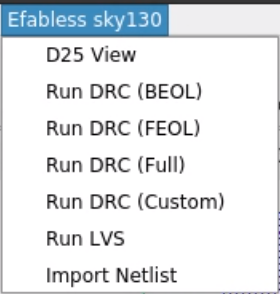 Efabless sky130
D25 View
Run DRC (BEOL)
Run DRC (FEOL)
Run DRC (Full)
Run DRC (Custom)
Run LVS
Import Netlist